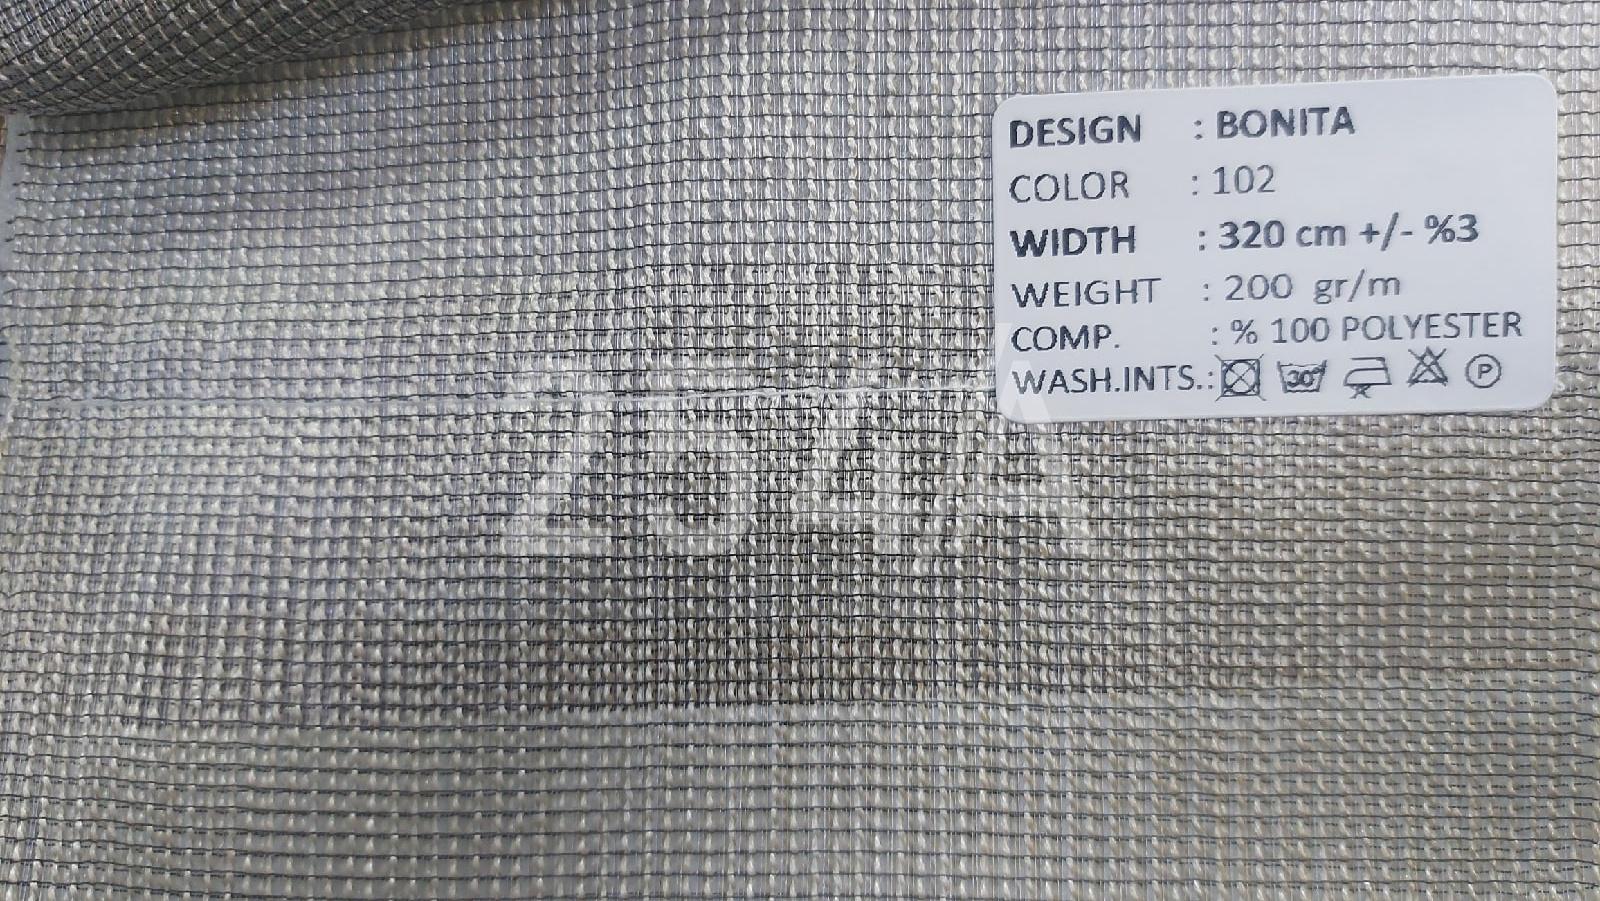 DESIGN : BONITA
COLOR : 102
WIDTH : 320 cm +/- %3
WEIGHT : 200 gr/m
COMP. : % 100 POLYESTER
WASH.INTS.: 30° P